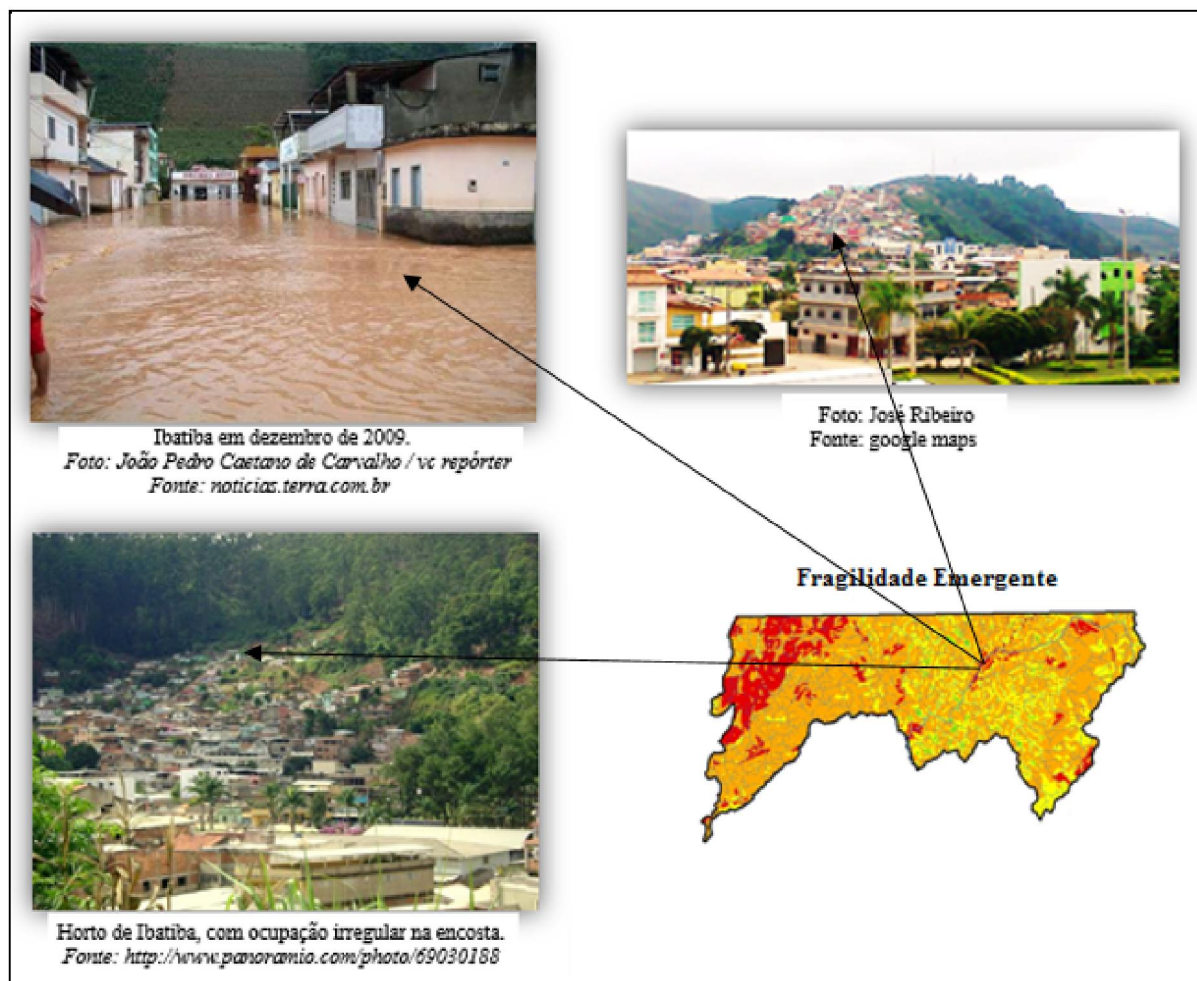 Ibatiba em dezembro de 2009.
Foto: João Pedro Caetano de Carvalho / vc repórter
Fonte: noticias.terra.com.br
Foto: José Ribeiro
Fonte: google maps
Fragilidade Emergente
Horto de Ibatiba, com ocupação irregular na encosta.
Fonte: http://www.panoramio.com/photo/69030188